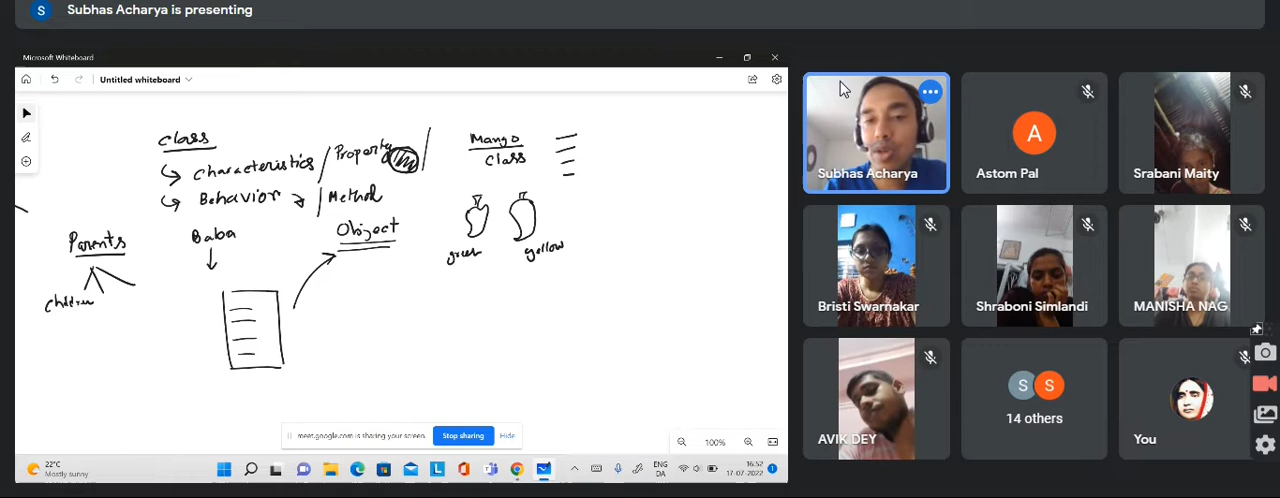 S Subhas Acharya is presenting
Microsoft Whiteboard
Untitled whiteboard
Class
↳ Characteristics / Property /
↳ Behavior → / Method
Mango
Class
Parents
Children
Baba
Object
green
yellow
meet.google.com is sharing your screen.
Stop sharing
Hide
100%
22°C
Mostly sunny
L
ENG
DA
16:52
17-07-2022
1
Subhas Acharya
A
Astom Pal
Srabani Maity
Bristi Swarnakar
Shraboni Simlandi
MANISHA NAG
AVIK DEY
S S
14 others
You